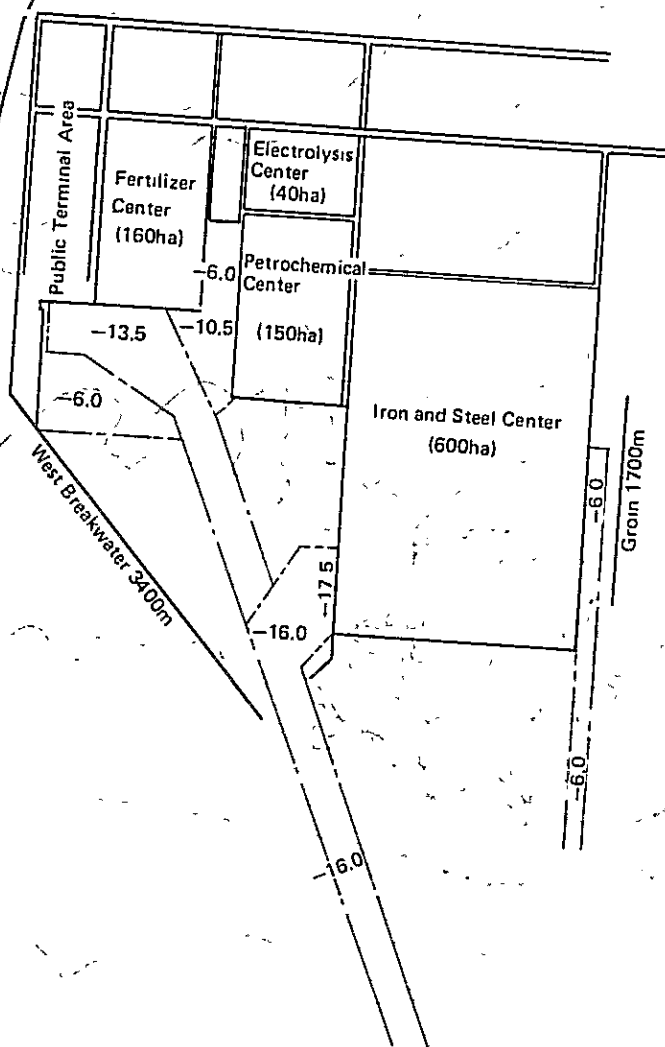 Public Terminal Area
Fertilizer
Center
(160ha)
Electrolysis
Center
(40ha)
-6.0
Petrochemical
Center
(150ha)
-13.5
-10.5
-6.0
Iron and Steel Center
(600ha)
-6.0
Groin 1700m
West Breakwater 3400m
-17.5
-16.0
-6.0
-16.0